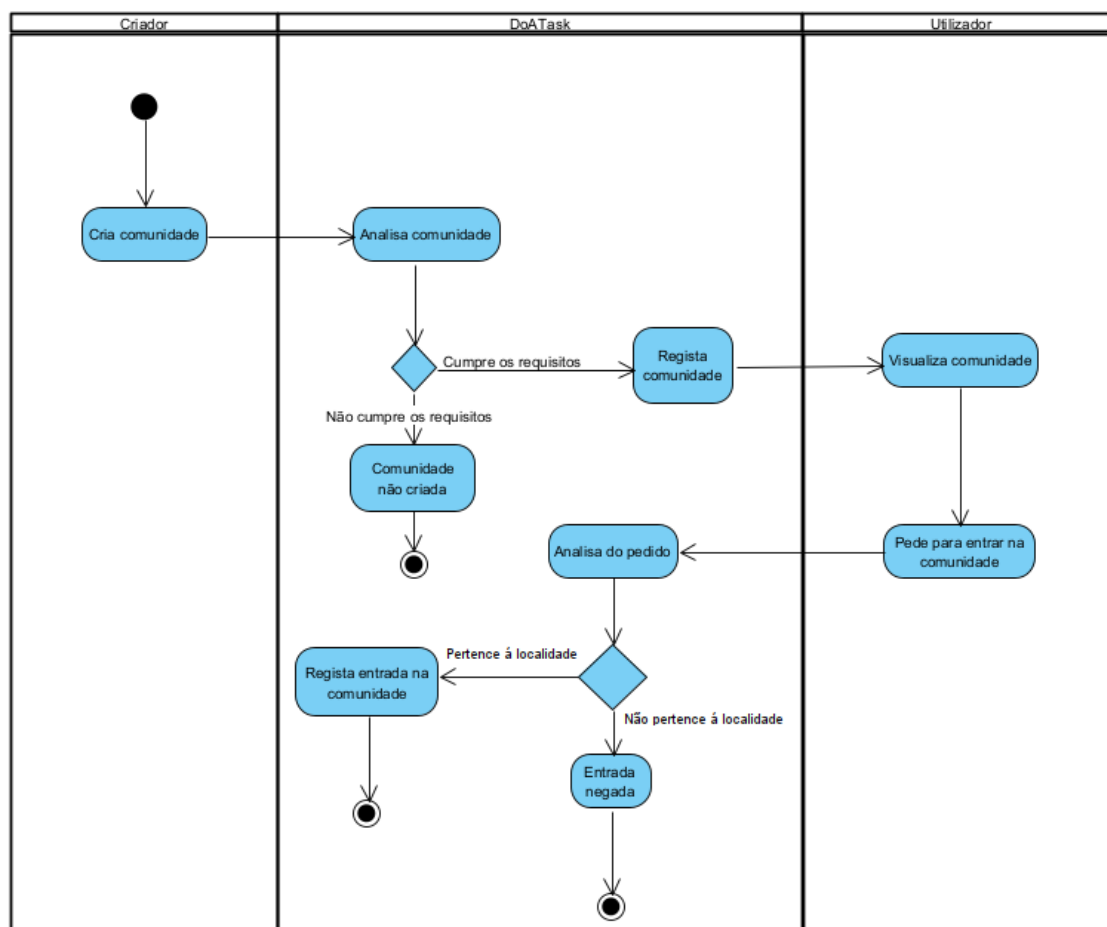 Criador
DoATask
Utilizador
Cria comunidade
Analisa comunidade
Cumpre os requisitos
Regista
comunidade
Visualiza comunidade
Não cumpre os requisitos
Comunidade
não criada
Analisa do pedido
Pede para entrar na
comunidade
Pertence á localidade
Regista entrada na
comunidade
Não pertence á localidade
Entrada
negada